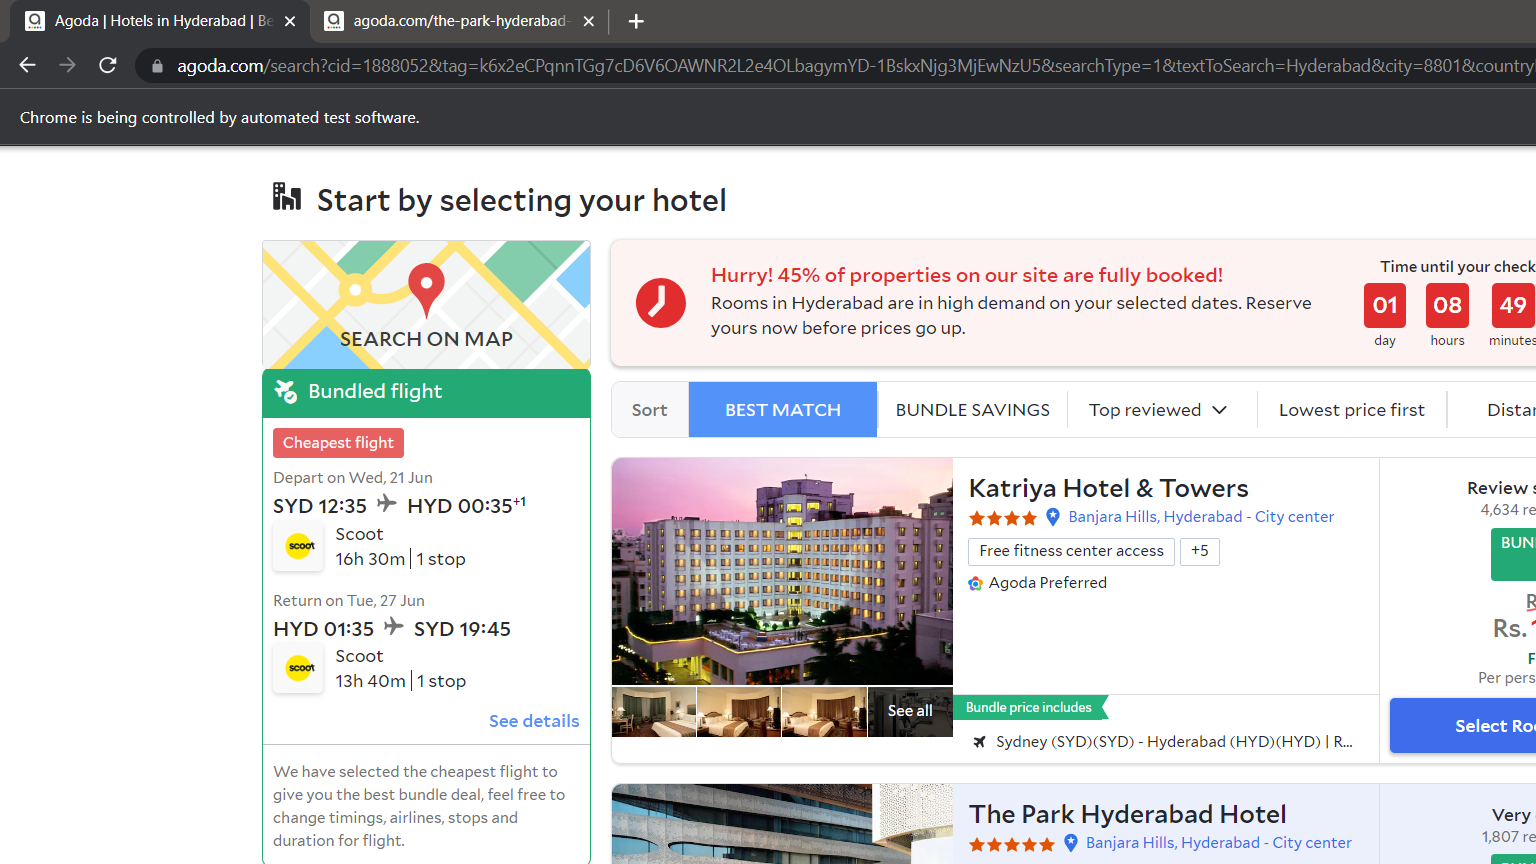 Agoda | Hotels in Hyderabad | Be
agoda.com/the-park-hyderabad-
agoda.com/search?cid=1888052&tag=k6x2eCPqnnTGg7cD6V6OAWNR2L2e4OLbagymYD-1BskxNjg3MjEwNzU5&searchType=1&textToSearch=Hyderabad&city=8801&country
Chrome is being controlled by automated test software.
Start by selecting your hotel
SEARCH ON MAP
Bundled flight
Cheapest flight
Depart on Wed, 21 Jun
SYD 12:35 HYD 00:35+1
scoot
Scoot
16h 30m | 1 stop
Return on Tue, 27 Jun
HYD 01:35 SYD 19:45
scoot
Scoot
13h 40m | 1 stop
See details
We have selected the cheapest flight to
give you the best bundle deal, feel free to
change timings, airlines, stops and
duration for flight.
Hurry! 45% of properties on our site are fully booked!
Rooms in Hyderabad are in high demand on your selected dates. Reserve
yours now before prices go up.
Time until your check
01 08 49
day hours minutes
Sort BEST MATCH BUNDLE SAVINGS Top reviewed Lowest price first Distan
Katriya Hotel & Towers
Banjara Hills, Hyderabad - City center
Free fitness center access +5
Agoda Preferred
See all
Bundle price includes
Sydney (SYD)(SYD) - Hyderabad (HYD)(HYD) | R...
Review s
4,634 re
BUN
R
Rs. 1
F
Per pers
Select Roo
The Park Hyderabad Hotel
Banjara Hills, Hyderabad - City center
Very
1,807 re